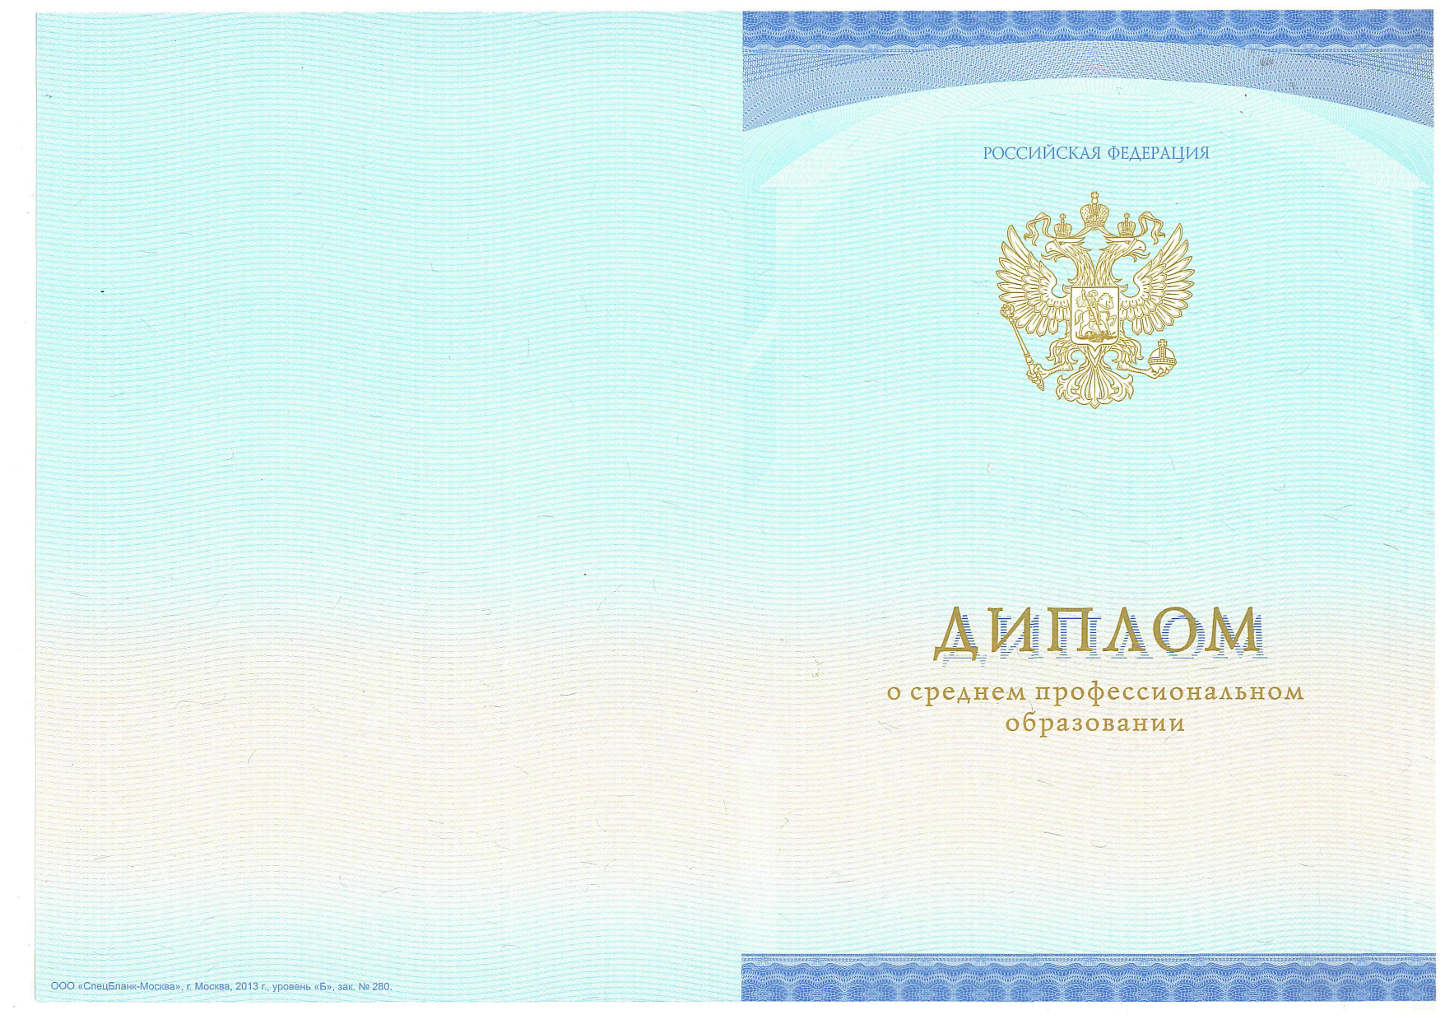 РОССИЙСКАЯ ФЕДЕРАЦИЯ
ДИПЛОМ
о среднем профессиональном
образовании
ООО «СпецБланк-Москва», г. Москва, 2013 г., уровень «Б», зак. № 280.